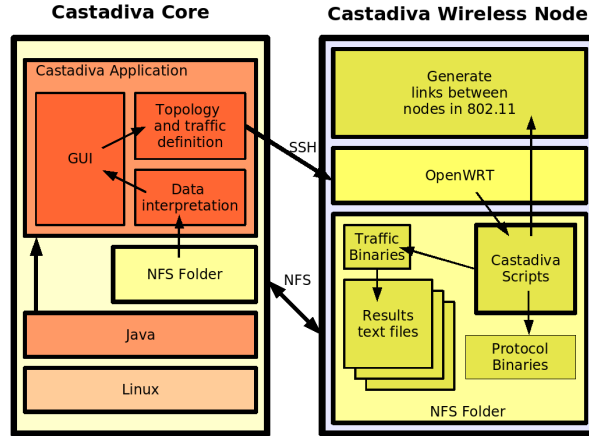 Castadiva Core
Castadiva Application
GUI
Topology
and traffic
definition
Data
interpretation
NFS Folder
Java
Linux
SSH
NFS
Castadiva Wireless Node
Generate
links between
nodes in 802.11
OpenWRT
Traffic
Binaries
Castadiva
Scripts
Results
text files
Protocol
Binaries
NFS Folder